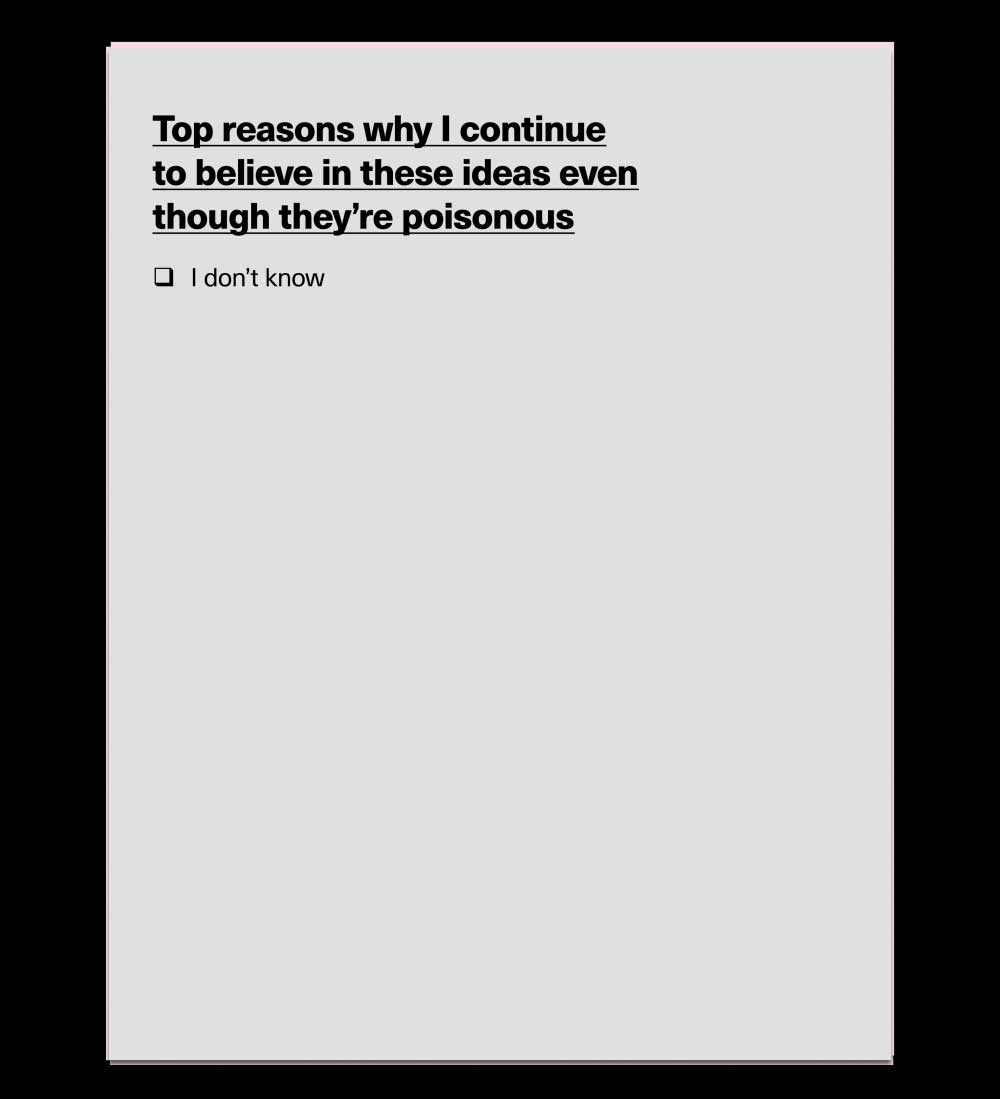 Top reasons why I continue
to believe in these ideas even
though they’re poisonous
❑ I don’t know